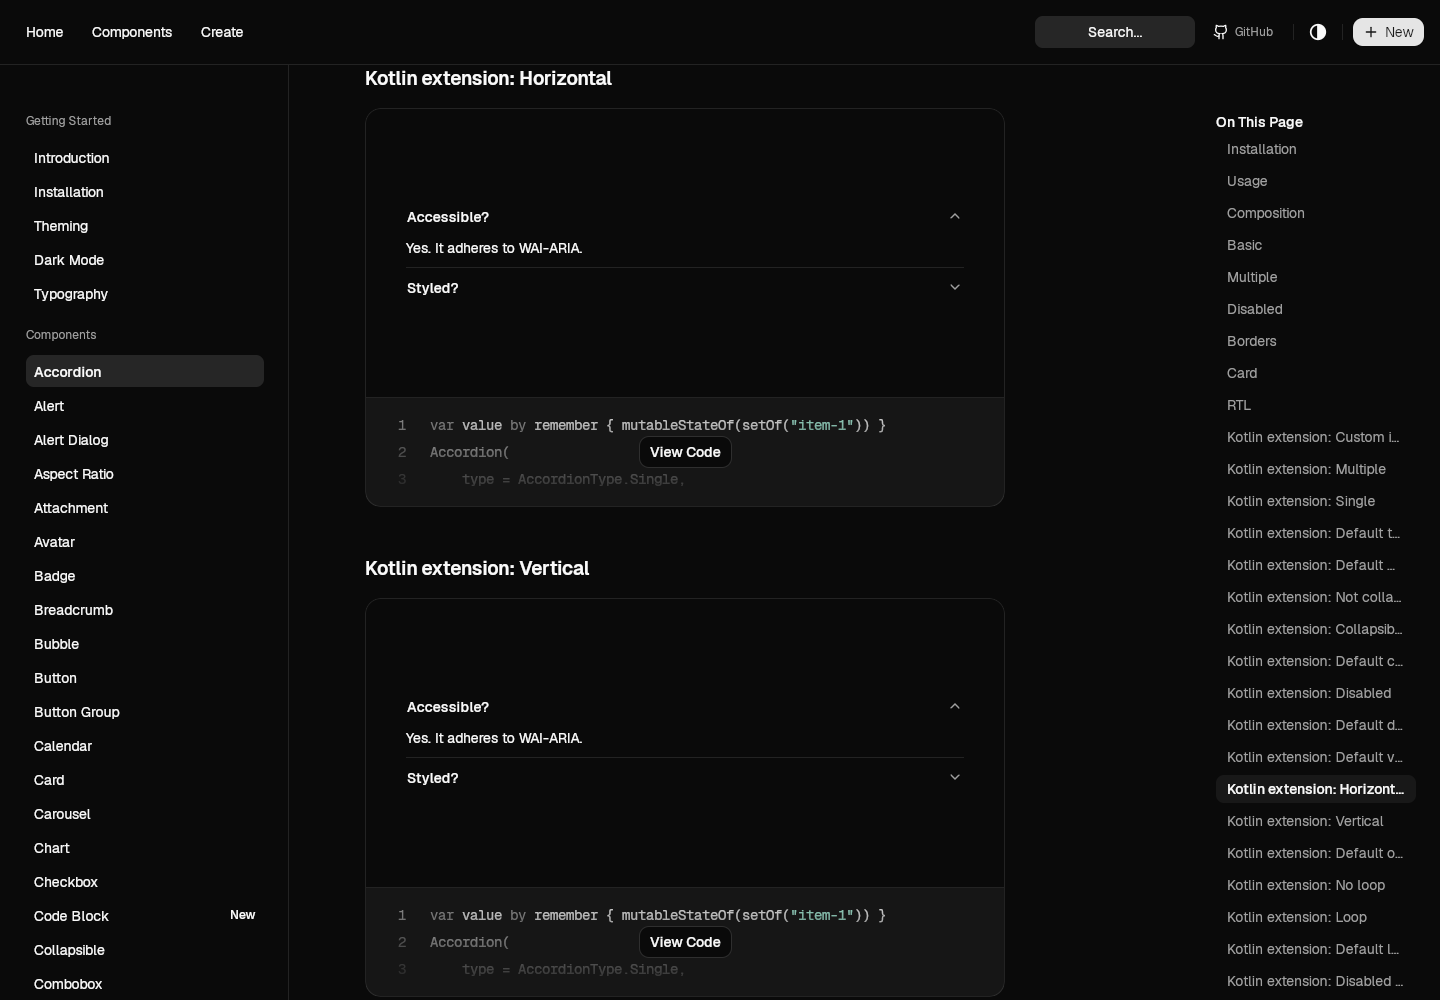 Home
Components
Create
Search...
GitHub
New
Getting Started
Introduction
Installation
Theming
Dark Mode
Typography
Components
Accordion
Alert
Alert Dialog
Aspect Ratio
Attachment
Avatar
Badge
Breadcrumb
Bubble
Button
Button Group
Calendar
Card
Carousel
Chart
Checkbox
Code Block New
Collapsible
Combobox
Kotlin extension: Horizontal
Accessible?
Yes. It adheres to WAI-ARIA.
Styled?
1 var value by remember { mutableStateOf(setOf("item-1")) }
2 Accordion(
View Code
3 type = AccordionType.Single,
Kotlin extension: Vertical
Accessible?
Yes. It adheres to WAI-ARIA.
Styled?
1 var value by remember { mutableStateOf(setOf("item-1")) }
2 Accordion(
View Code
3 type = AccordionType.Single,
On This Page
Installation
Usage
Composition
Basic
Multiple
Disabled
Borders
Card
RTL
Kotlin extension: Custom i...
Kotlin extension: Multiple
Kotlin extension: Single
Kotlin extension: Default t...
Kotlin extension: Default ...
Kotlin extension: Not colla...
Kotlin extension: Collapsib...
Kotlin extension: Default c...
Kotlin extension: Disabled
Kotlin extension: Default d...
Kotlin extension: Default v...
Kotlin extension: Horizont...
Kotlin extension: Vertical
Kotlin extension: Default o...
Kotlin extension: No loop
Kotlin extension: Loop
Kotlin extension: Default l...
Kotlin extension: Disabled ...